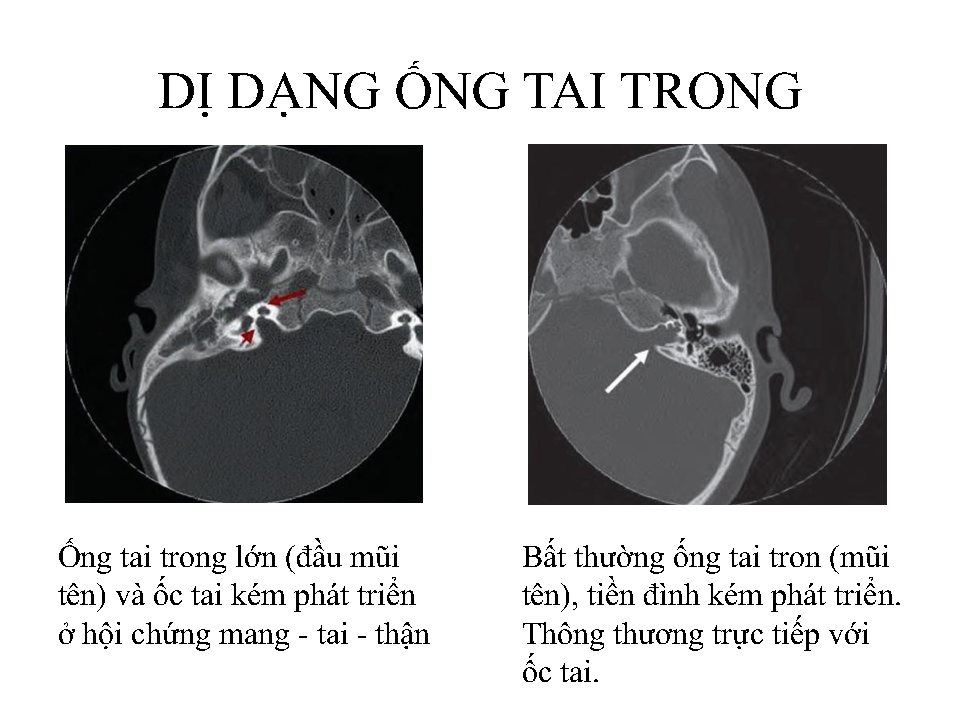 DỊ DẠNG ỐNG TAI TRONG
Ống tai trong lớn (đầu mũi
tên) và ốc tai kém phát triển
ở hội chứng mang - tai - thận
Bất thường ống tai tron (mũi
tên), tiền đình kém phát triển.
Thông thương trực tiếp với
ốc tai.